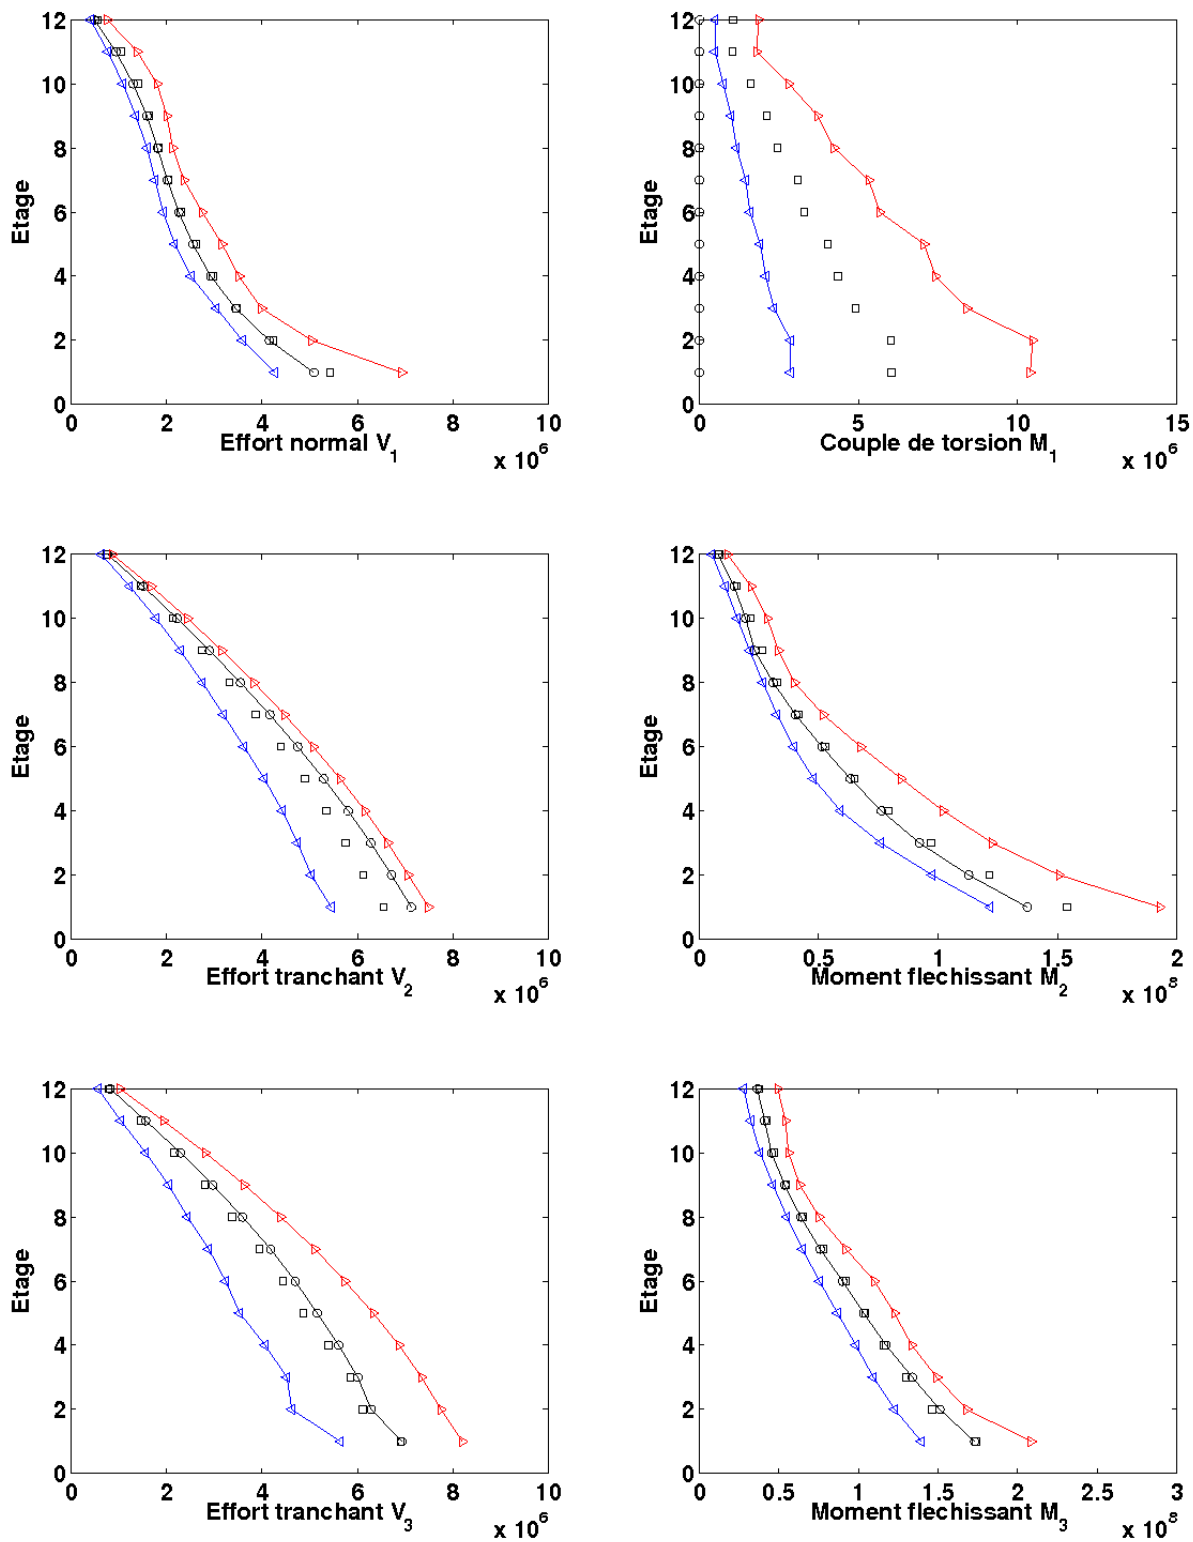 12
10
8
6
4
2
0
Etage
0 2 4 6 8 10
Effort normal V1
x 10^6
12
10
8
6
4
2
0
Etage
0 5 10 15
Couple de torsion M1
x 10^6
12
10
8
6
4
2
0
Etage
0 2 4 6 8 10
Effort tranchant V2
x 10^6
12
10
8
6
4
2
0
Etage
0 0.5 1 1.5 2
Moment flechissant M2
x 10^8
12
10
8
6
4
2
0
Etage
0 2 4 6 8 10
Effort tranchant V3
x 10^6
12
10
8
6
4
2
0
Etage
0 0.5 1 1.5 2 2.5 3
Moment flechissant M3
x 10^8